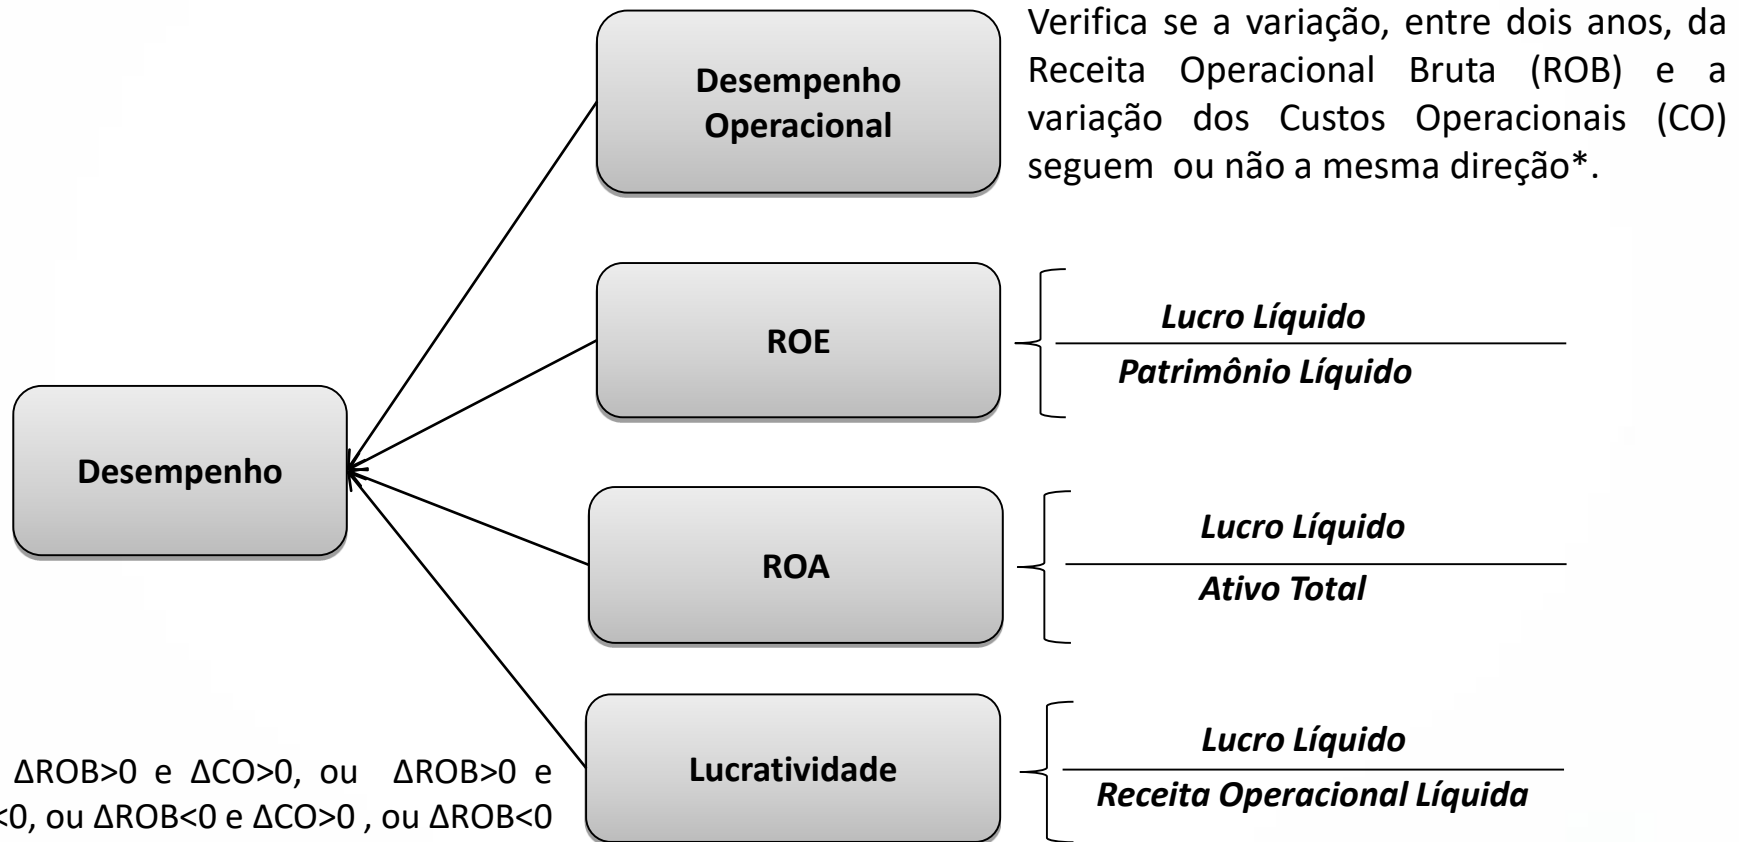 Verifica se a variação, entre dois anos, da
Receita Operacional Bruta (ROB) e a
variação dos Custos Operacionais (CO)
seguem ou não a mesma direção*.
Desempenho
Operacional
ROE
Lucro Líquido
Patrimônio Líquido
Desempenho
ROA
Lucro Líquido
Ativo Total
Lucratividade
Lucro Líquido
Receita Operacional Líquida
ΔROB>0 e ΔCO>0, ou ΔROB>0 e
<0, ou ΔROB<0 e ΔCO>0 , ou ΔROB<0